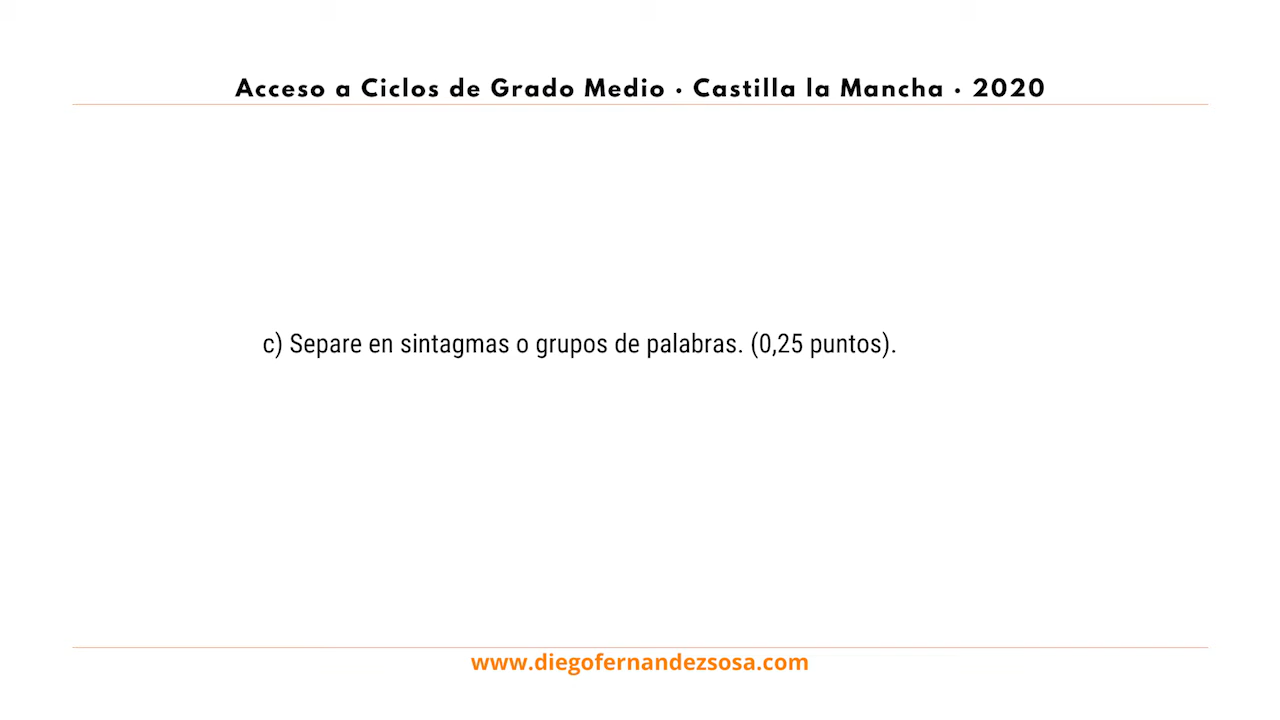 Acceso a Ciclos de Grado Medio · Castilla la Mancha · 2020
c) Separe en sintagmas o grupos de palabras. (0,25 puntos).
www.diegofernandezsosa.com